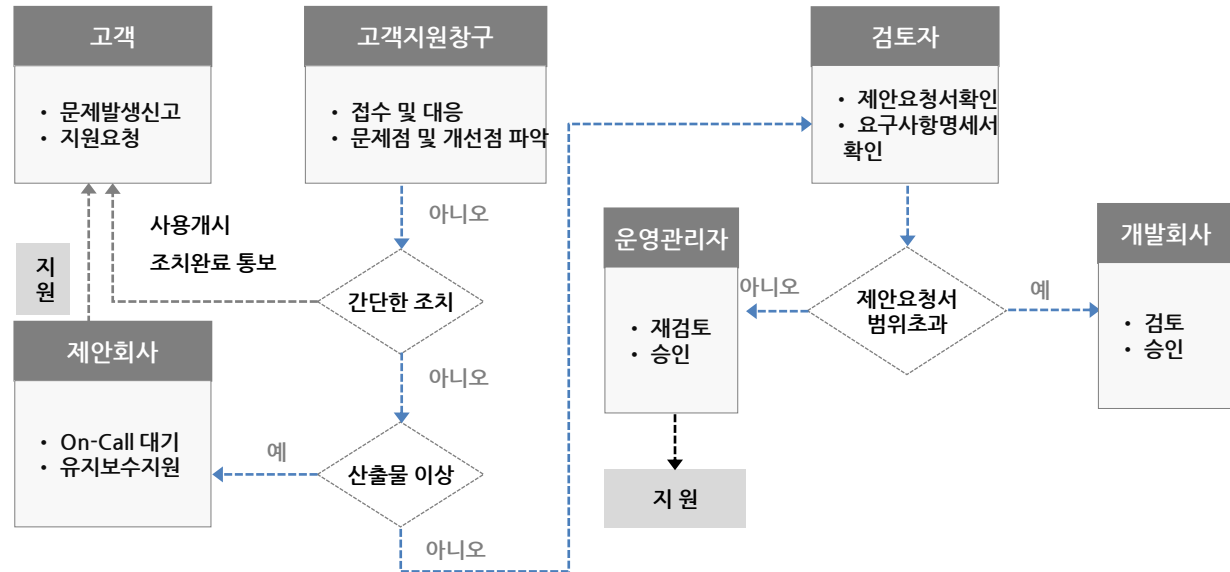 고객
• 문제발생신고
• 지원요청
고객지원창구
• 접수 및 대응
• 문제점 및 개선점 파악
검토자
• 제안요청서확인
• 요구사항명세서
확인
아니오
사용개시
조치완료 통보
지
원
간단한 조치
운영관리자
• 재검토
• 승인
아니오
제안요청서
범위초과
예
개발회사
• 검토
• 승인
제안회사
• On-Call 대기
• 유지보수지원
아니오
예
산출물 이상
지 원
아니오